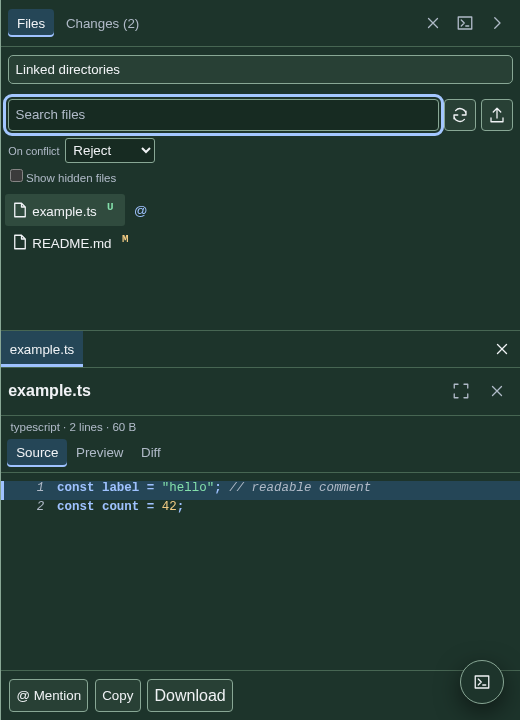 Files Changes (2)
Linked directories
Search files
On conflict Reject
Show hidden files
example.ts U @
README.md M
example.ts
example.ts
typescript · 2 lines · 60 B
Source Preview Diff
1 const label = "hello"; // readable comment
2 const count = 42;
@ Mention Copy Download